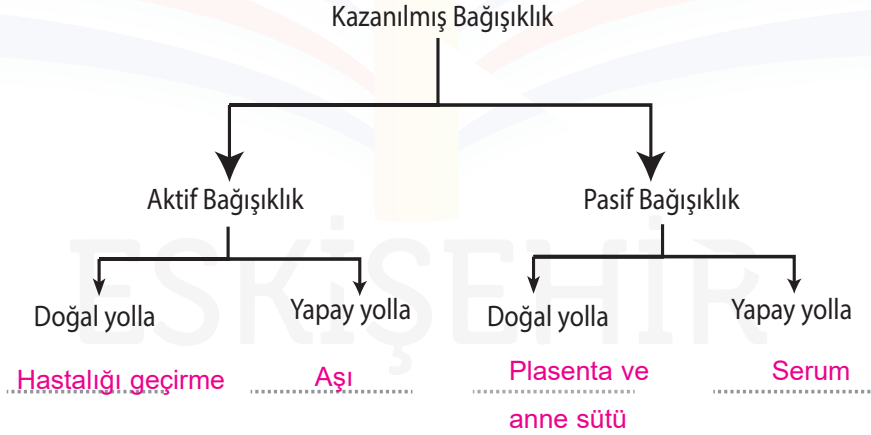 Kazanılmış Bağışıklık
Aktif Bağışıklık
Pasif Bağışıklık
ESKİŞEHİR
Doğal yolla
Yapay yolla
Doğal yolla
Yapay yolla
Hastalığı geçirme
Aşı
Plasenta ve
anne sütü
Serum